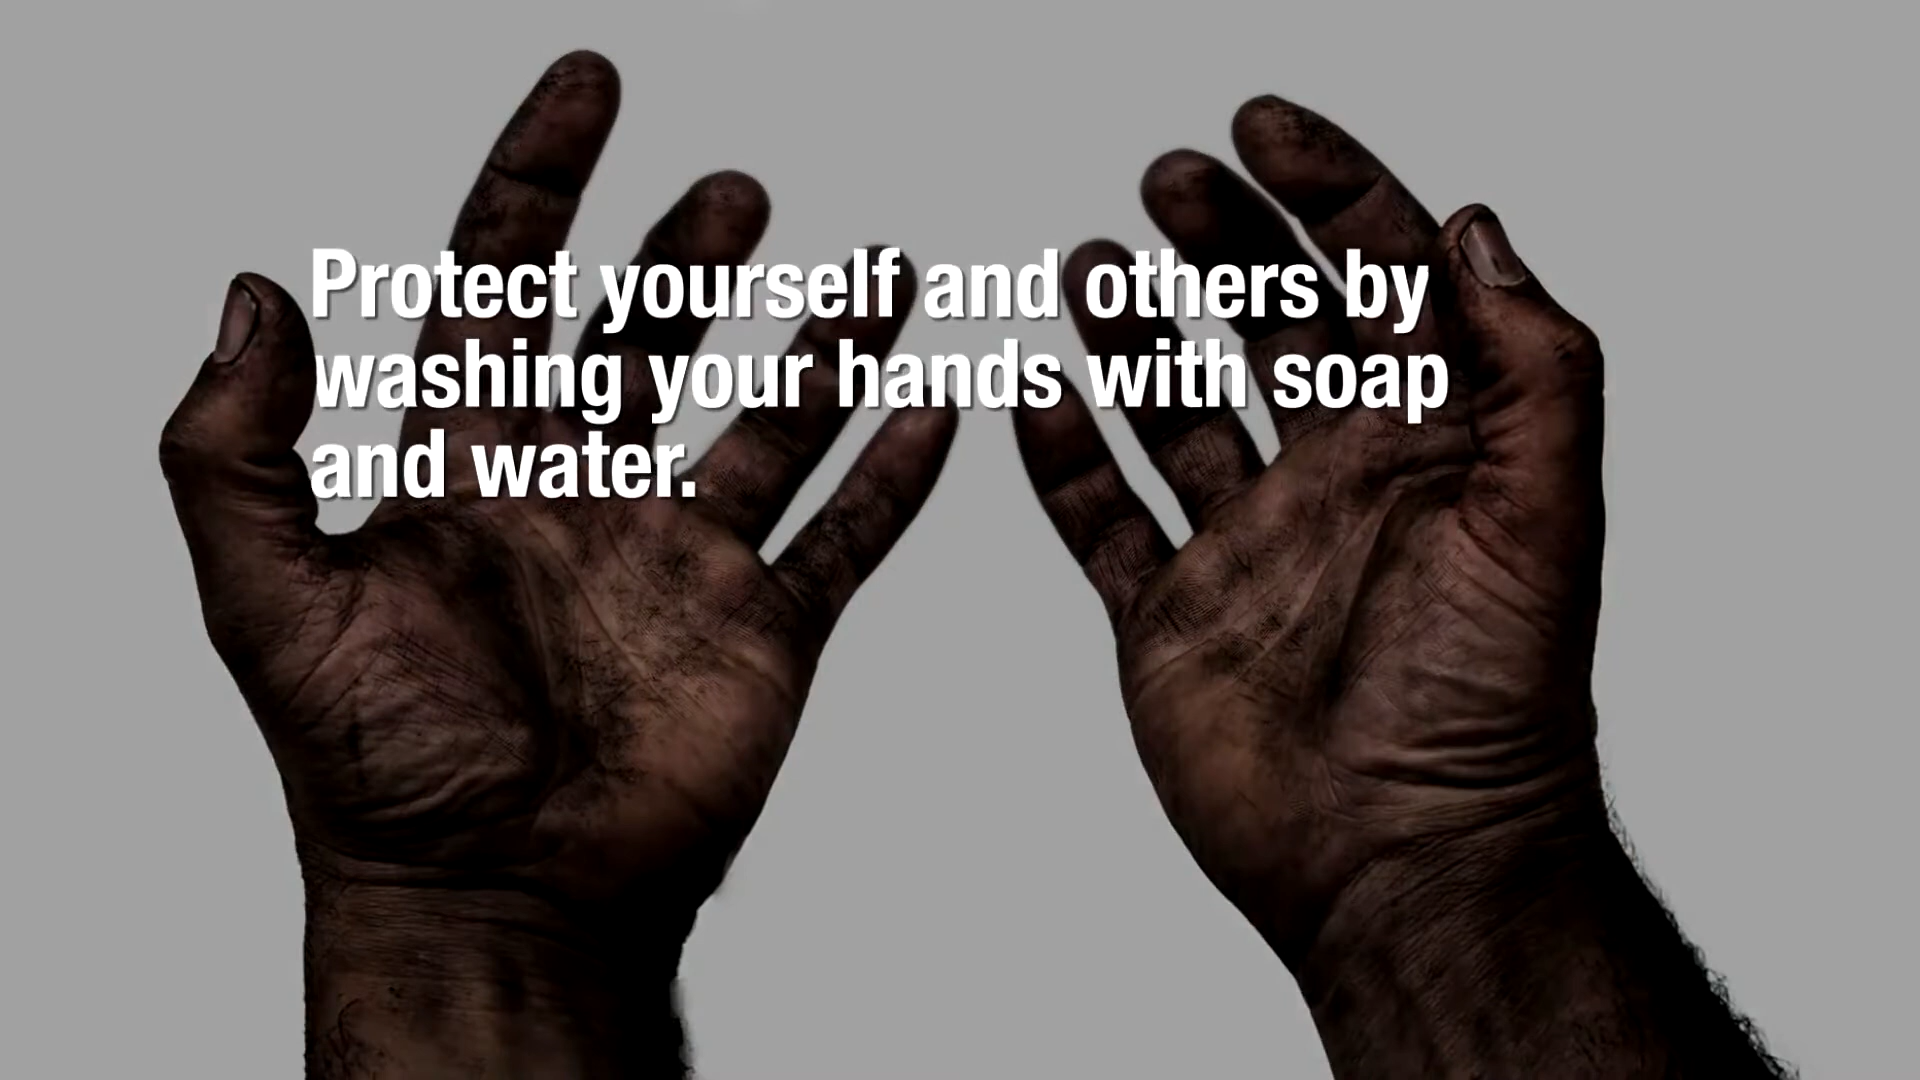 Protect yourself and others by
washing your hands with soap
and water.